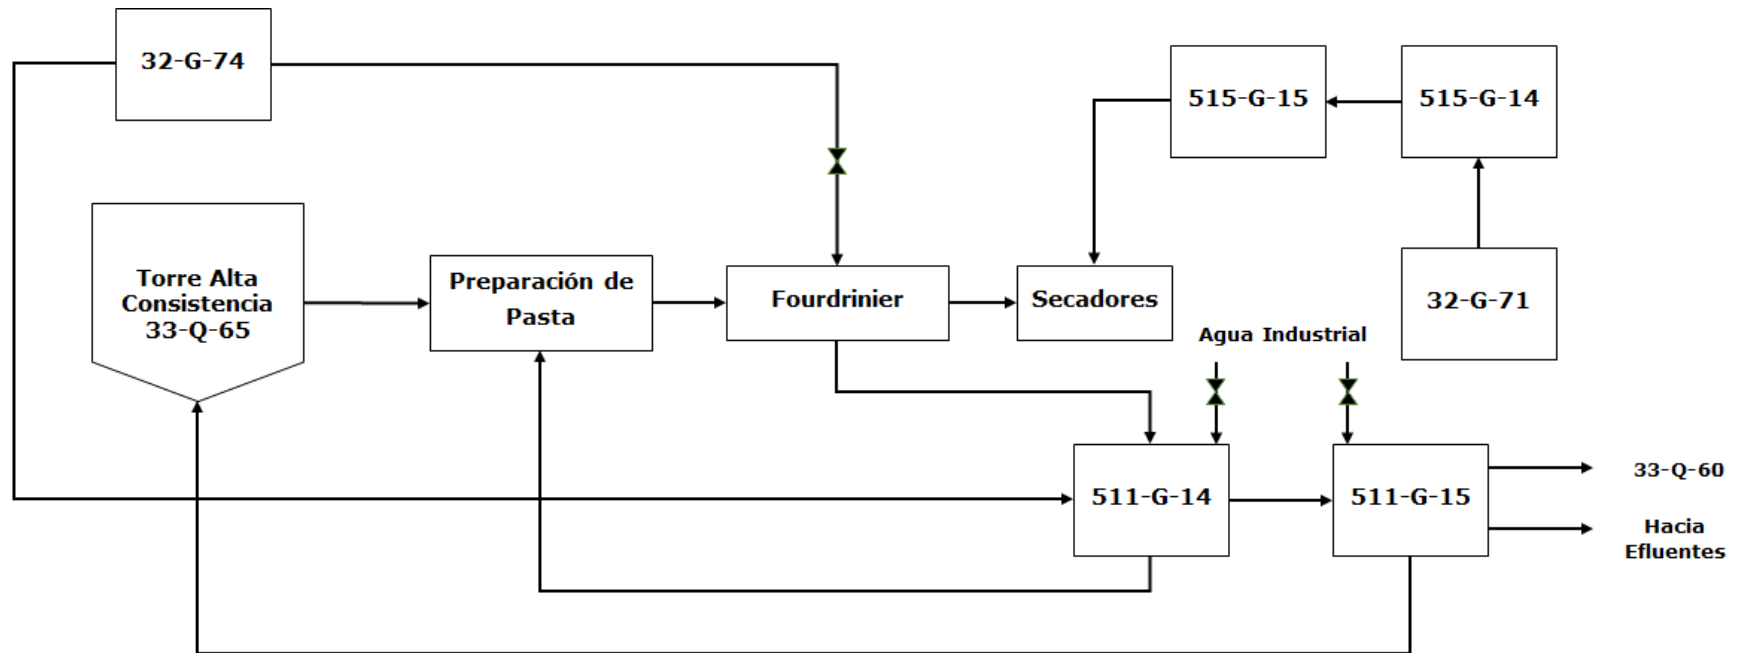 32-G-74
515-G-15
515-G-14
Torre Alta
Consistencia
33-Q-65
Preparación de
Pasta
Fourdrinier
Secadores
32-G-71
Agua Industrial
511-G-14
511-G-15
33-Q-60
Hacia
Efluentes